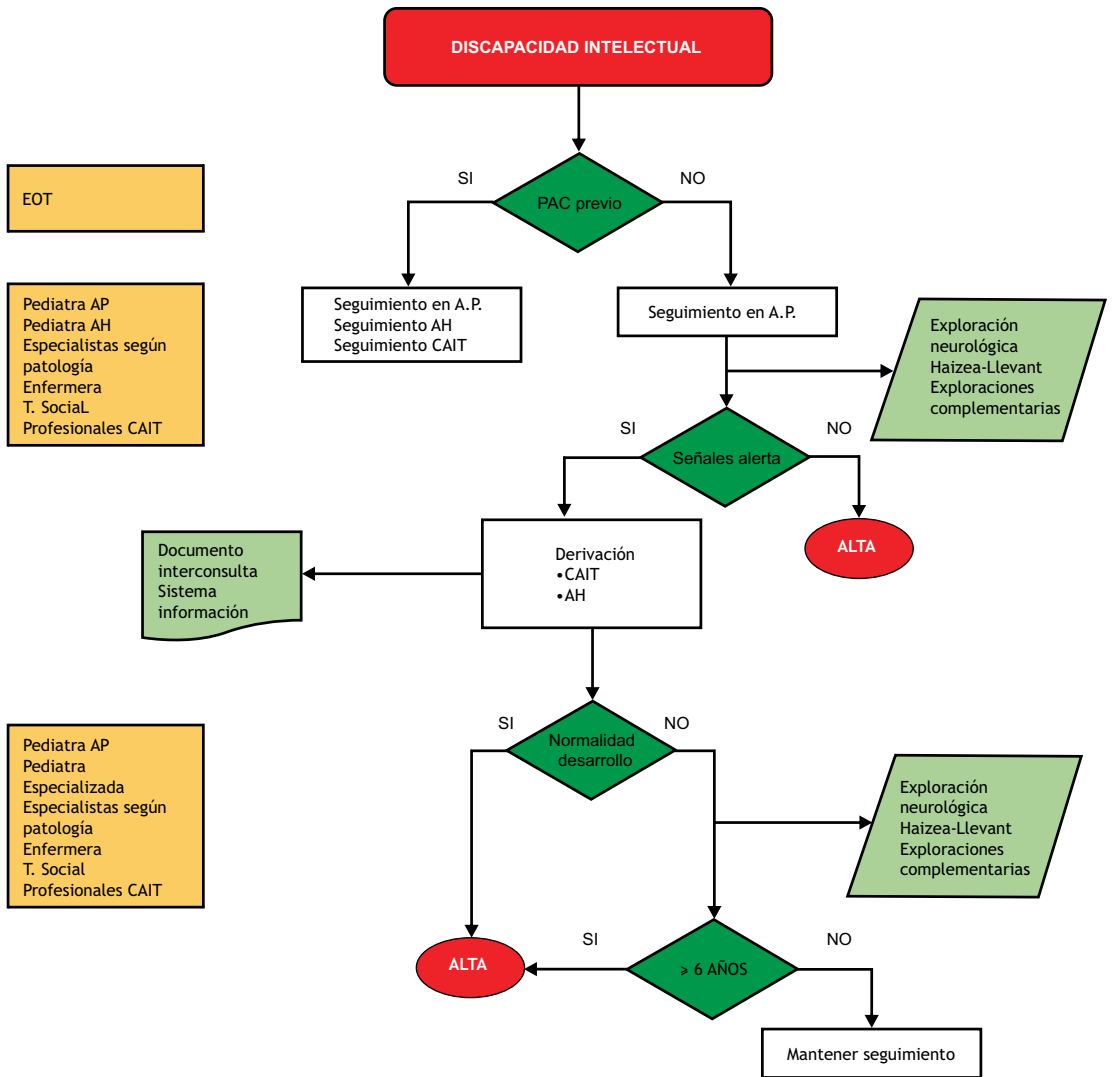 DISCAPACIDAD INTELECTUAL
EOT
SI
NO
PAC previo
Pediatra AP
Pediatra AH
Especialistas según
patología
Enfermera
T. SociaL
Profesionales CAIT
Seguimiento en A.P.
Seguimiento AH
Seguimiento CAIT
Seguimiento en A.P.
Exploración
neurológica
Haizea-Llevant
Exploraciones
complementarias
SI
NO
Señales alerta
ALTA
Documento
interconsulta
Sistema
información
Derivación
•CAIT
•AH
SI
NO
Normalidad
desarrollo
Pediatra AP
Pediatra
Especializada
Especialistas según
patología
Enfermera
T. Social
Profesionales CAIT
Exploración
neurológica
Haizea-Llevant
Exploraciones
complementarias
SI
NO
ALTA
⩾ 6 AÑOS
Mantener seguimiento